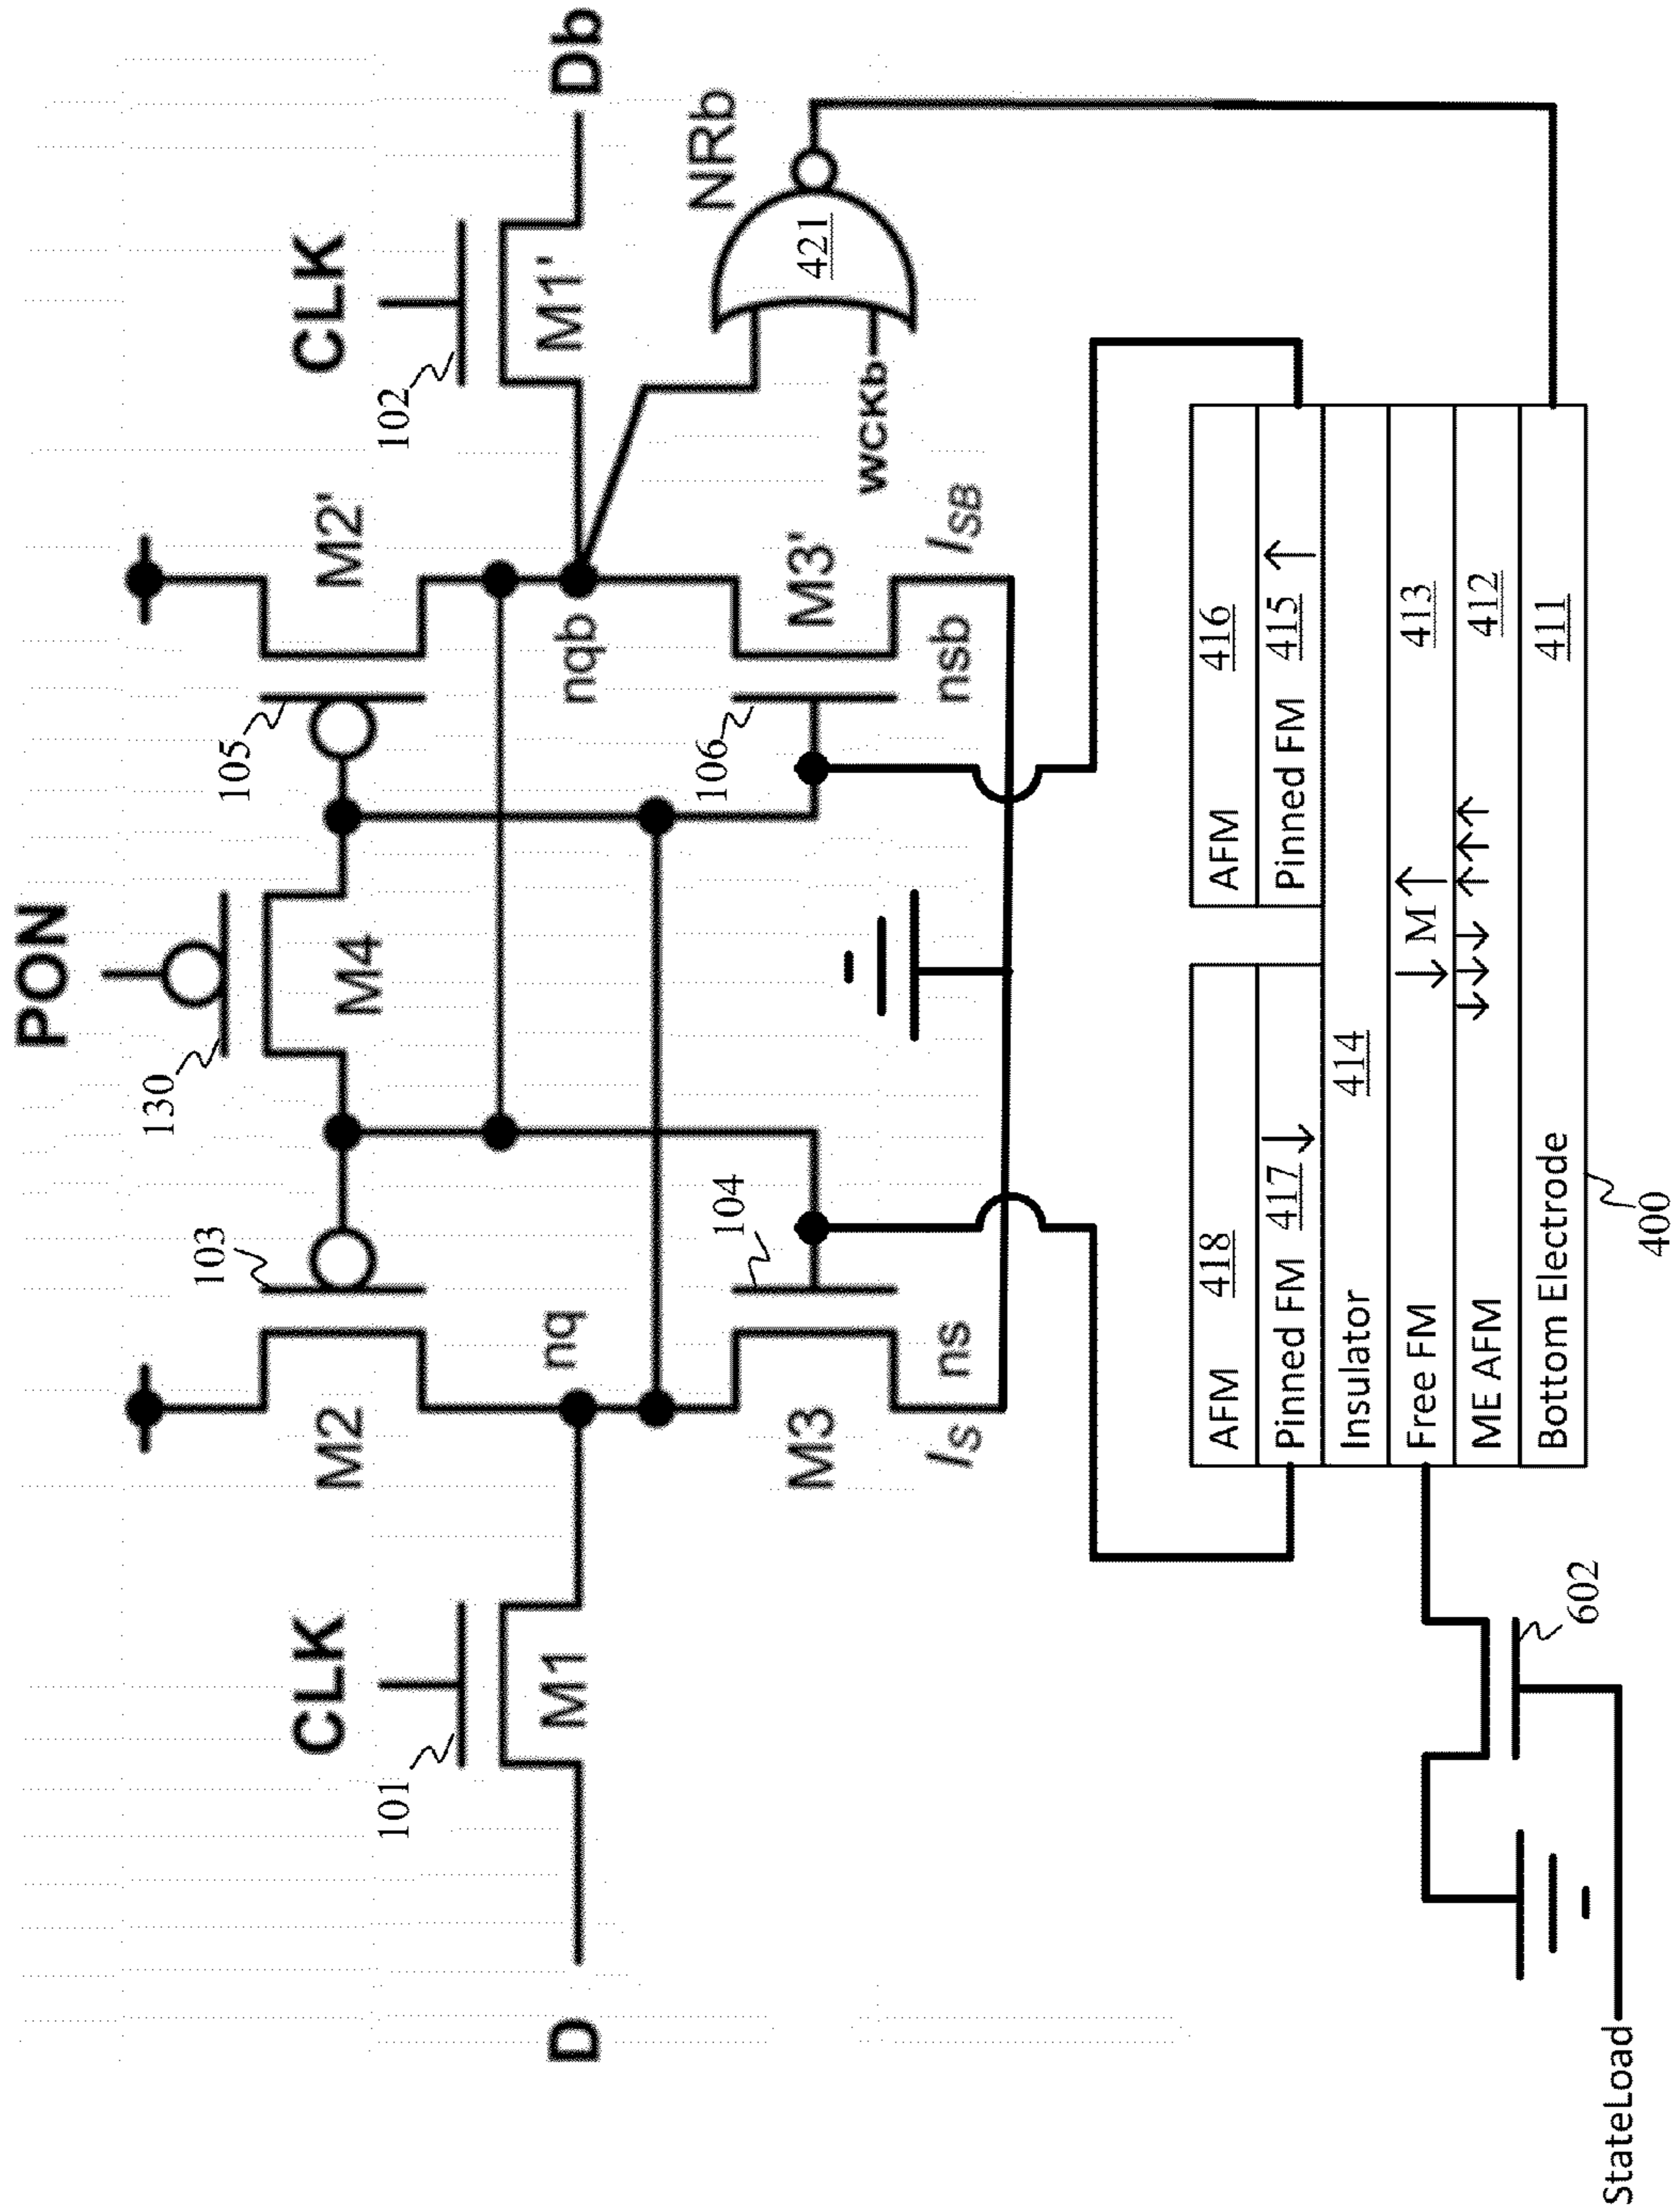 PON
130
103
105
CLK
CLK
M2
M4
M2'
101
102
M1
nq
nqb
M1'
D
Db
NRb
104
106
M3
M3'
421
WCKb
IS
ns
nsb
ISB
AFM 418
AFM 416
Pinned FM 417
Pinned FM 415
Insulator 414
Free FM M 413
ME AFM 412
Bottom Electrode 411
602
StateLoad
400